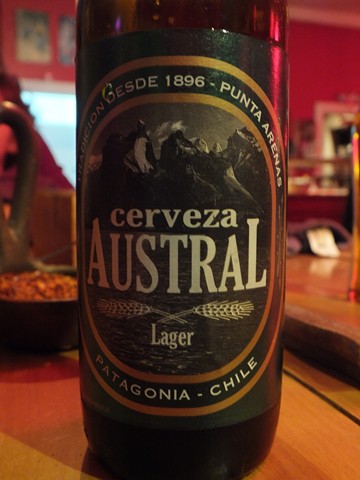 TRADICION DESDE 1896 - PUNTA ARENAS
cerveza
AUSTRAL
Lager
PATAGONIA - CHILE